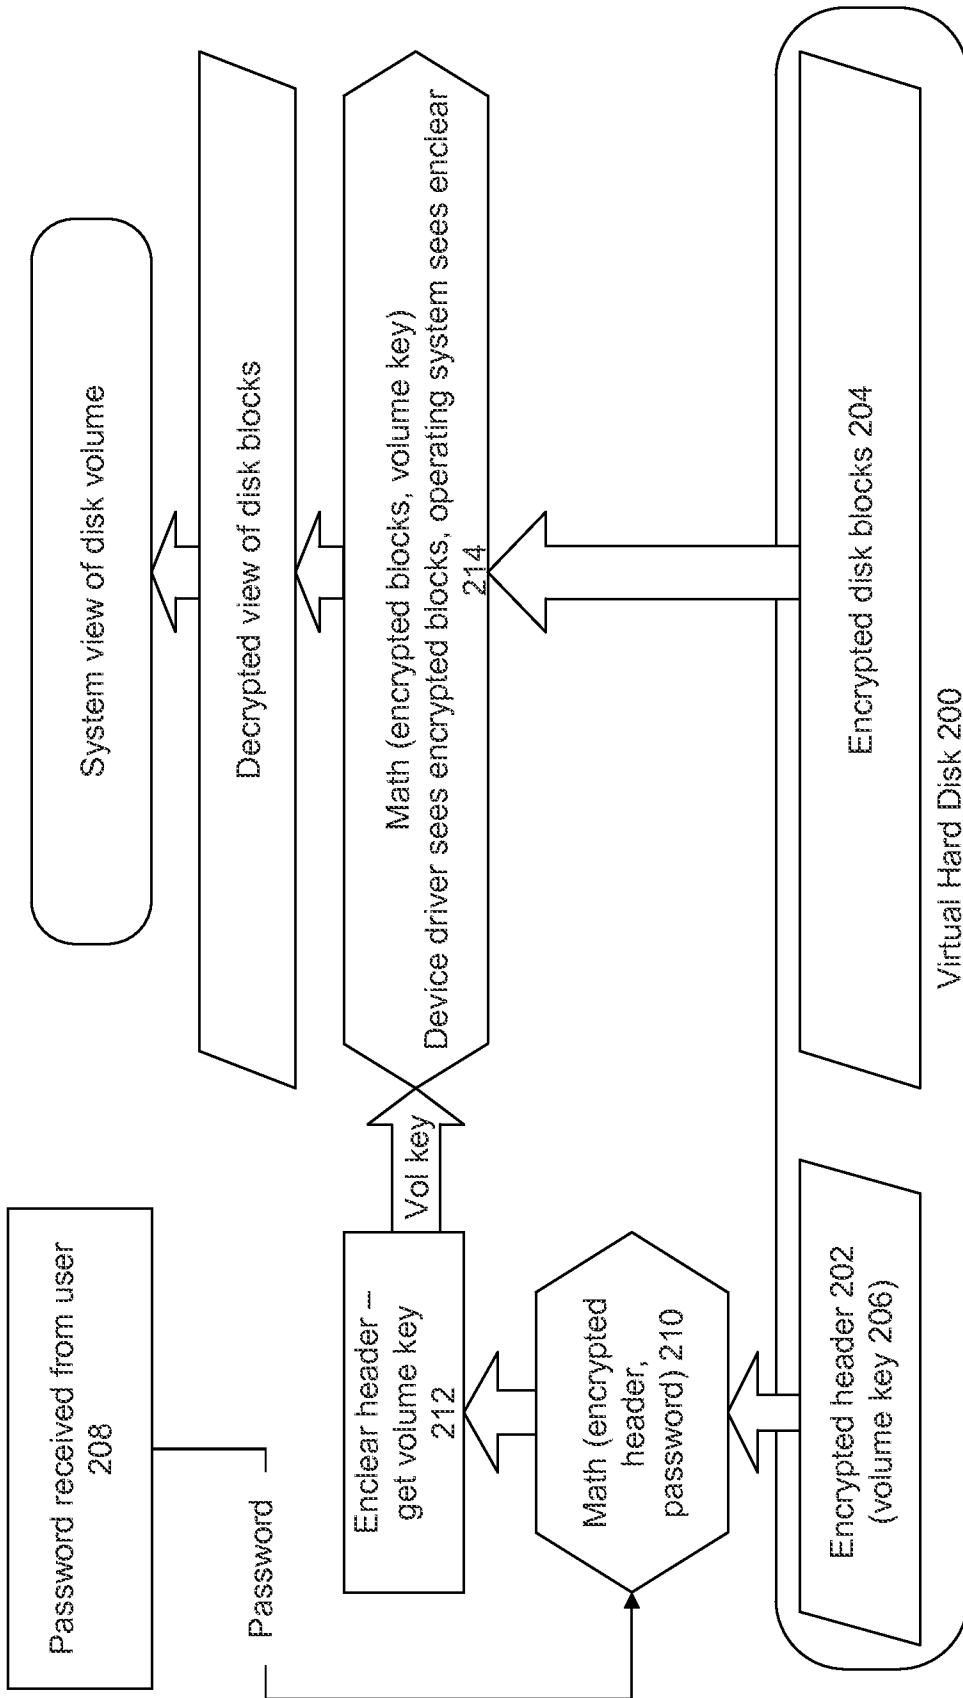 Password received from user
208
Password
Enclear header –
get volume key
212
Vol key
Math (encrypted
header,
password) 210
Encrypted header 202
(volume key 206)
System view of disk volume
Decrypted view of disk blocks
Math (encrypted blocks, volume key)
Device driver sees encrypted blocks, operating system sees enclear
214
Encrypted disk blocks 204
Virtual Hard Disk 200